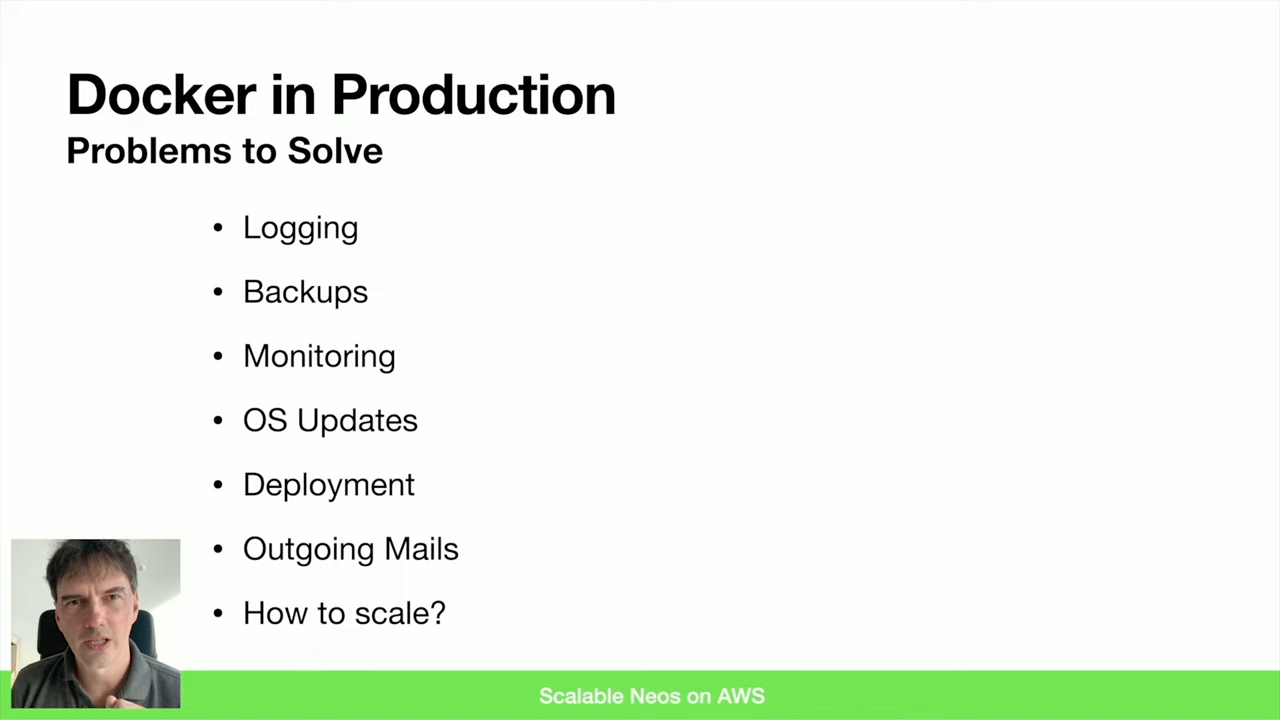 Docker in Production
Problems to Solve
• Logging
• Backups
• Monitoring
• OS Updates
• Deployment
• Outgoing Mails
• How to scale?
Scalable Neos on AWS